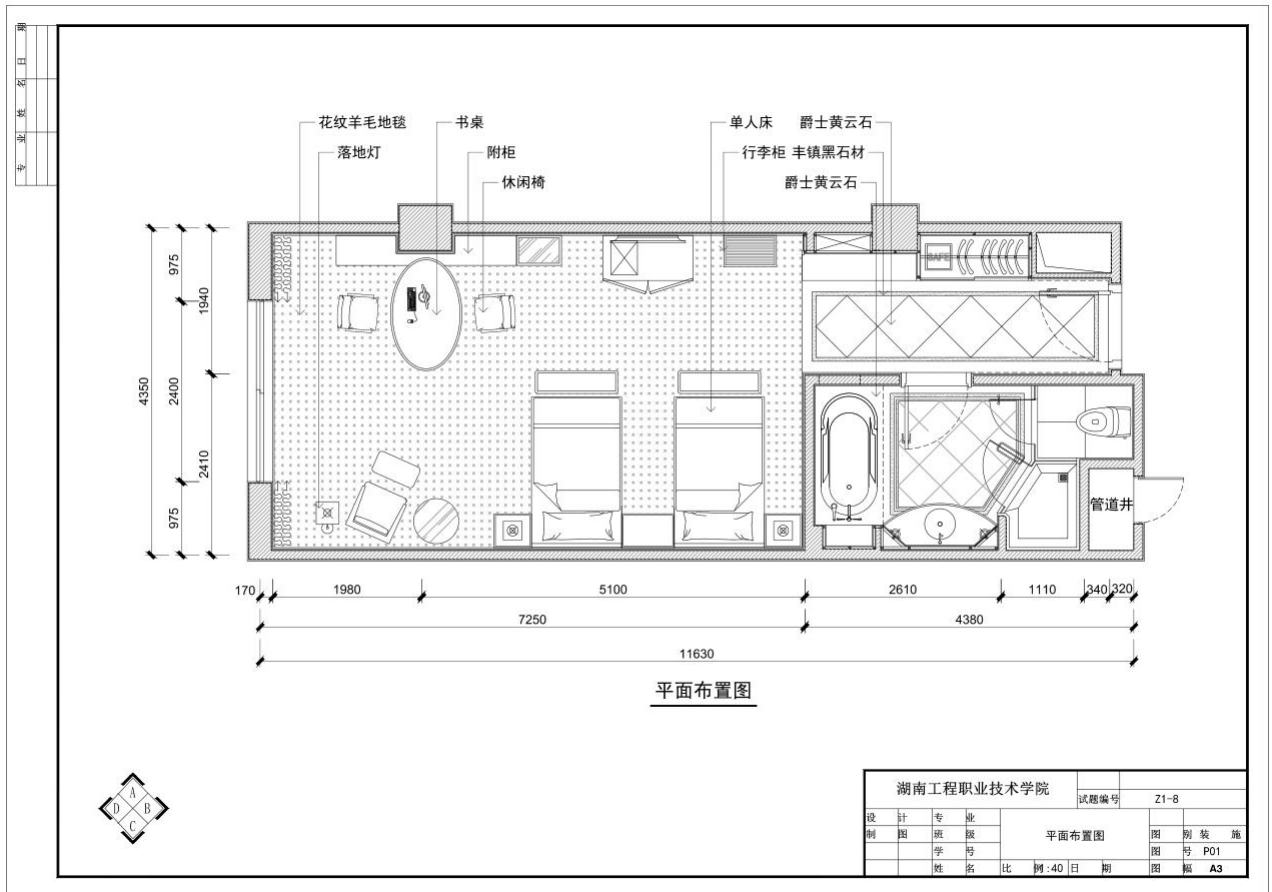 期
日
名
姓
业
专
花纹羊毛地毯 书桌 单人床 爵士黄云石
落地灯 附柜 行李柜 丰镇黑石材
休闲椅 爵士黄云石
SAFE
975
1940
4350
2400
2410
975
管道井
170 1980 5100 2610 1110 340 320
7250 4380
11630
平面布置图
A
D B
C
湖南工程职业技术学院
试题编号 Z1-8
设 计 专 业
制 图 班 级 平面布置图 图 别 装 施
学 号 图 号 P01
姓 名 比 例:40 日 期 图 幅 A3